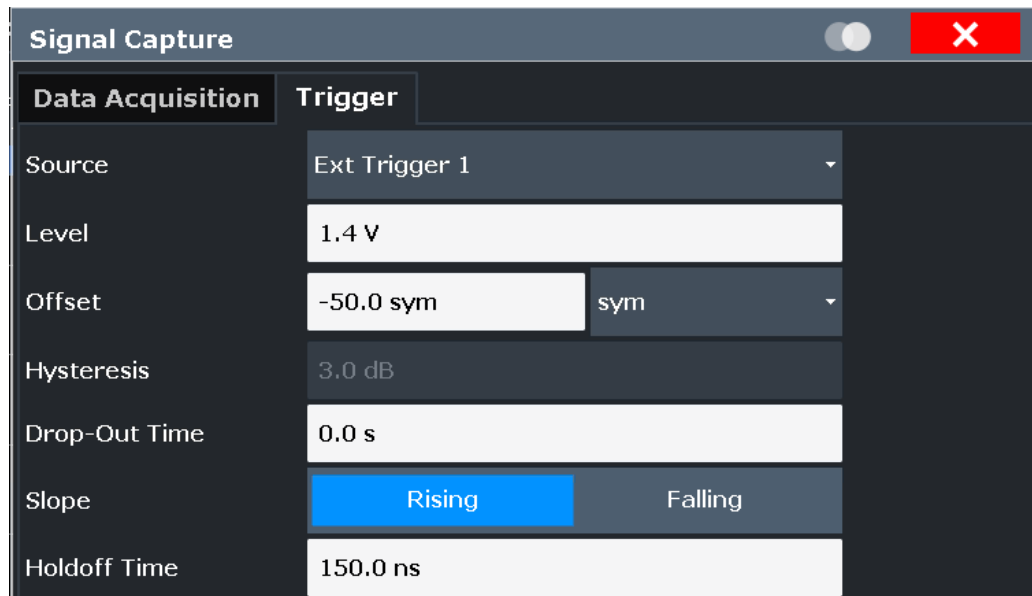 Signal Capture
Data Acquisition Trigger
Source Ext Trigger 1
Level 1.4 V
Offset -50.0 sym sym
Hysteresis 3.0 dB
Drop-Out Time 0.0 s
Slope Rising Falling
Holdoff Time 150.0 ns